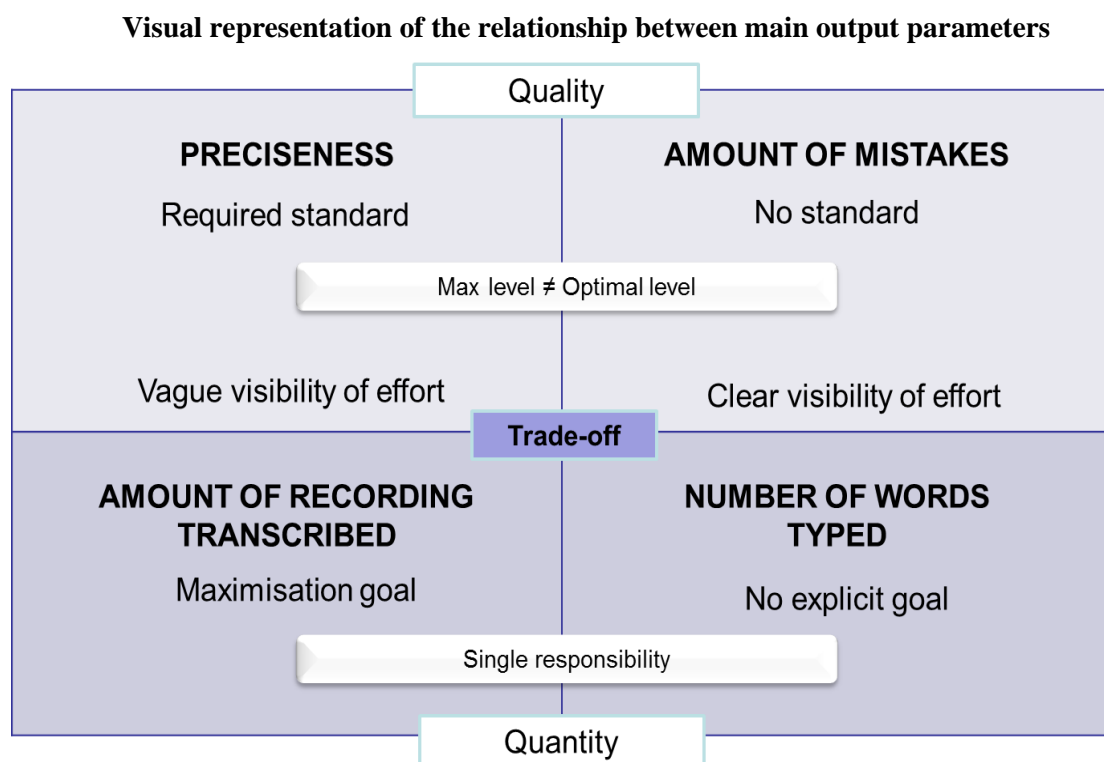 Visual representation of the relationship between main output parameters
Quality
PRECISENESS
Required standard
AMOUNT OF MISTAKES
No standard
Max level ≠ Optimal level
Vague visibility of effort
Clear visibility of effort
Trade-off
AMOUNT OF RECORDING
TRANSCRIBED
Maximisation goal
NUMBER OF WORDS
TYPED
No explicit goal
Single responsibility
Quantity